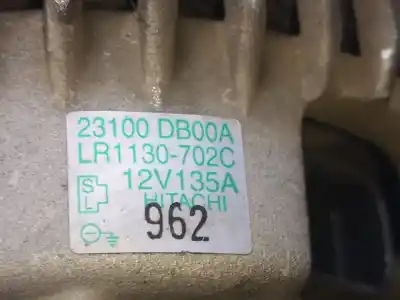 23100 DB00A
LR1130-702C
12V135A
S
L
HITACHI
962